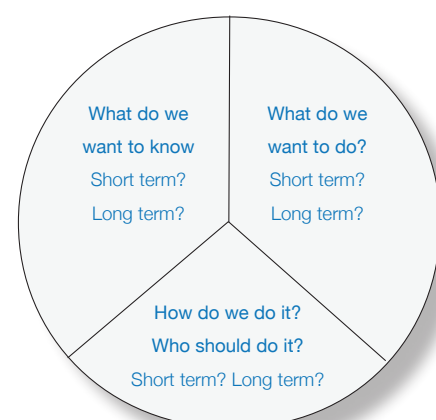 What do we
want to know
Short term?
Long term?
What do we
want to do?
Short term?
Long term?
How do we do it?
Who should do it?
Short term? Long term?